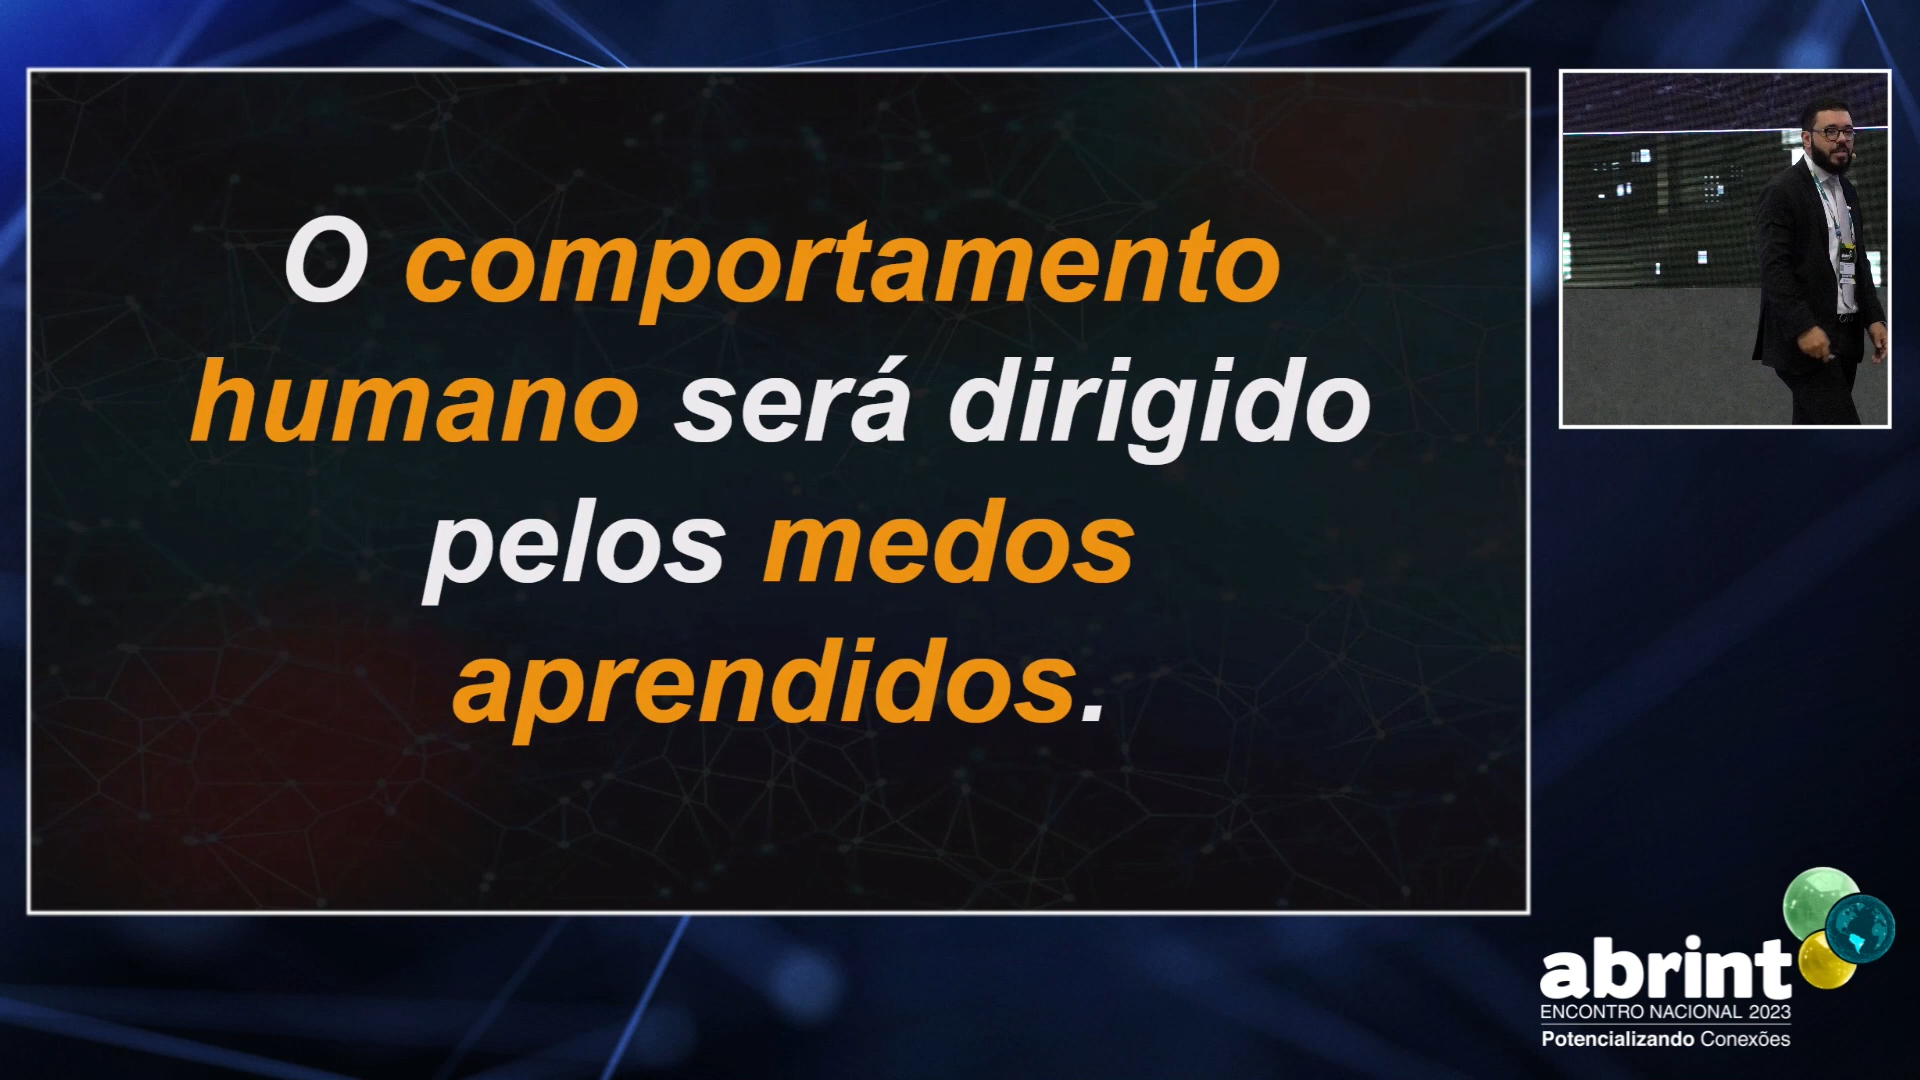 O comportamento
humano será dirigido
pelos medos
aprendidos.
abrint
ENCONTRO NACIONAL 2023
Potencializando Conexões